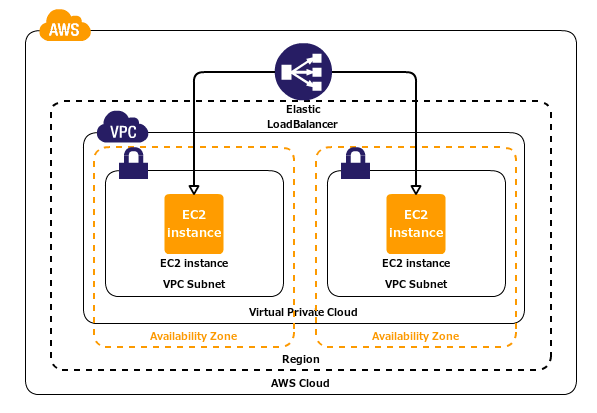 AWS
Elastic
LoadBalancer
VPC
EC2
instance
EC2
instance
EC2 instance
EC2 instance
VPC Subnet
VPC Subnet
Virtual Private Cloud
Availability Zone
Availability Zone
Region
AWS Cloud